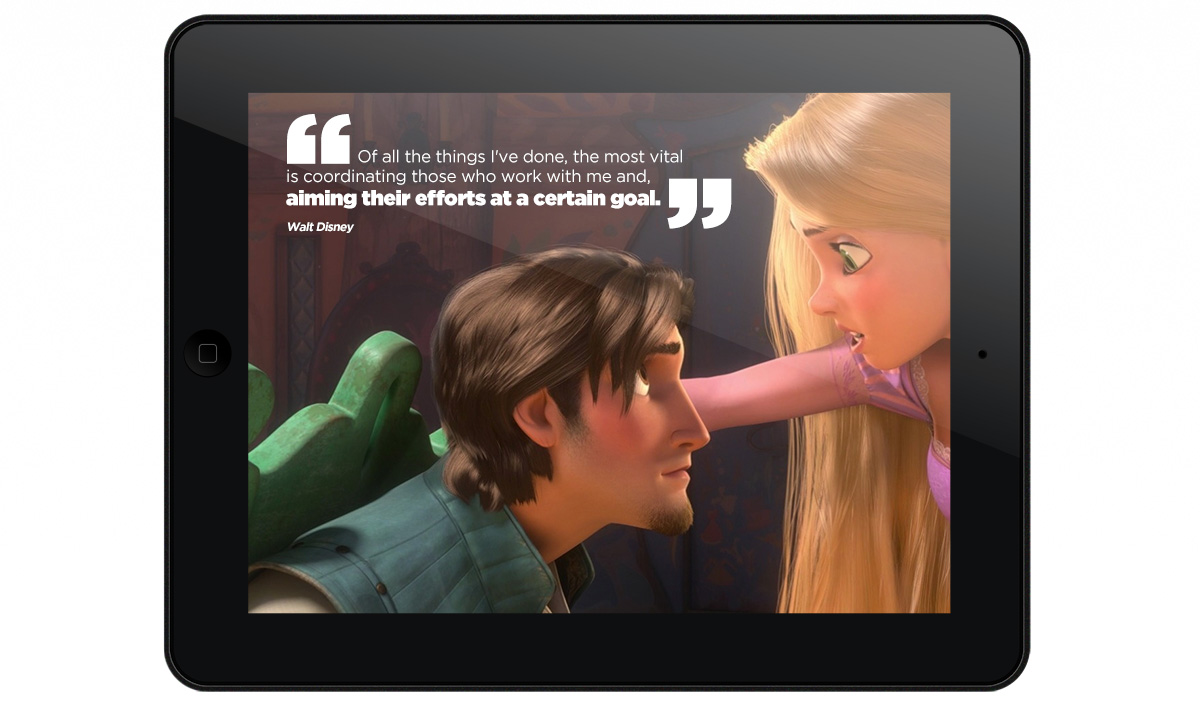 “ Of all the things I've done, the most vital
is coordinating those who work with me and,
aiming their efforts at a certain goal. ”
Walt Disney